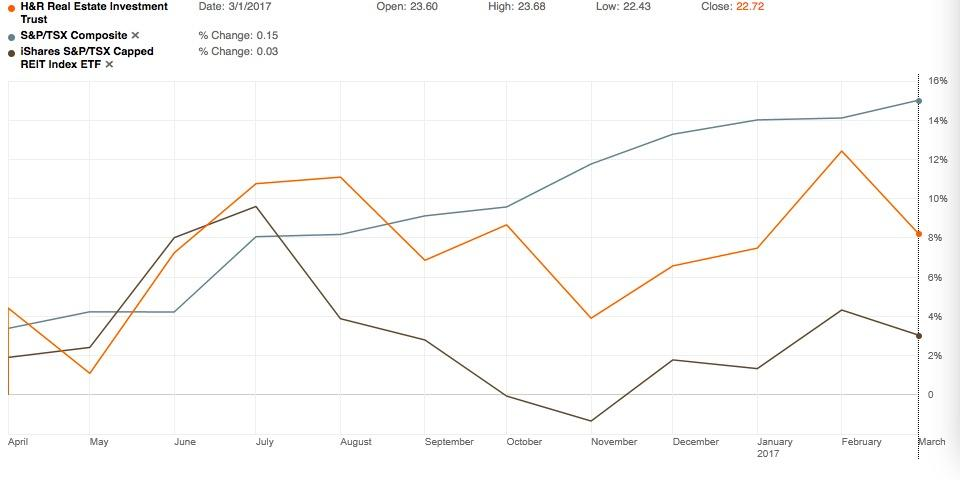 H&R Real Estate Investment Trust Date: 3/1/2017 Open: 23.60 High: 23.68 Low: 22.43 Close: 22.72
S&P/TSX Composite ✕ % Change: 0.15
iShares S&P/TSX Capped REIT Index ETF ✕ % Change: 0.03
16%
14%
12%
10%
8%
6%
4%
2%
0
April May June July August September October November December January February March
2017